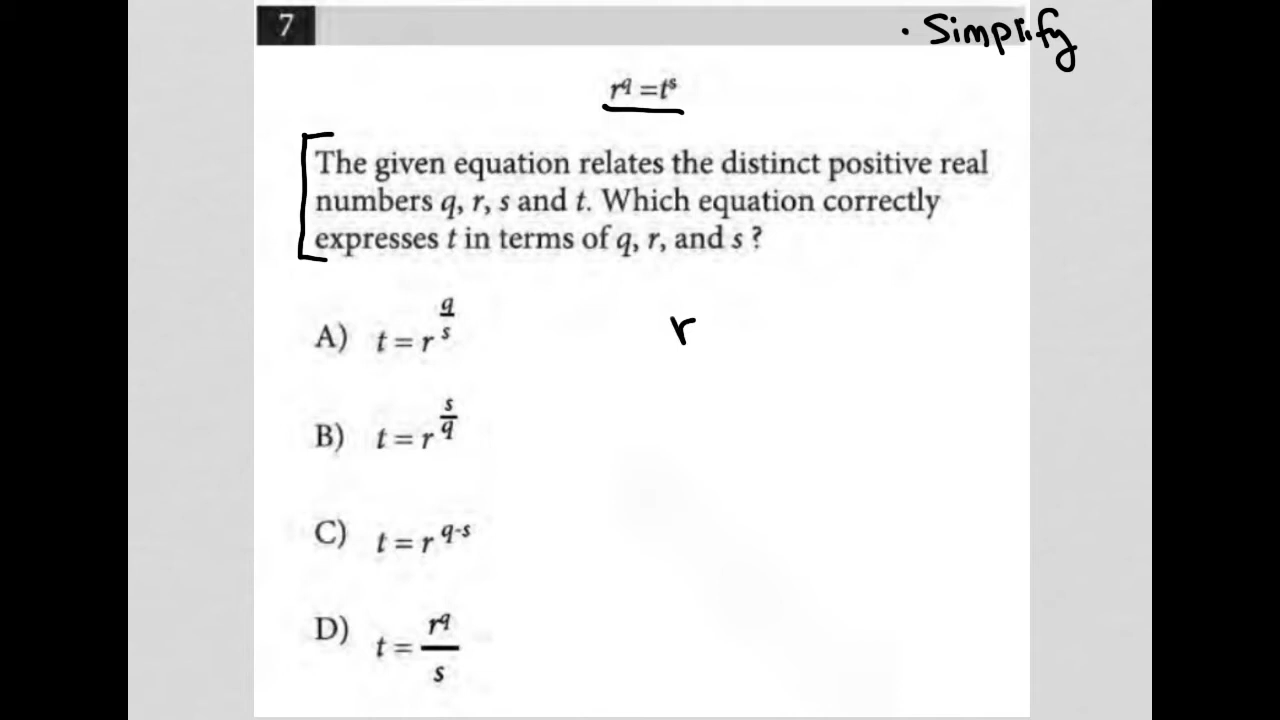 7
· Simplify
r^q = t^s
The given equation relates the distinct positive real
numbers q, r, s and t. Which equation correctly
expresses t in terms of q, r, and s ?
A) t = r^(q/s)
r
B) t = r^(s/q)
C) t = r^(q-s)
D) t = r^q/s